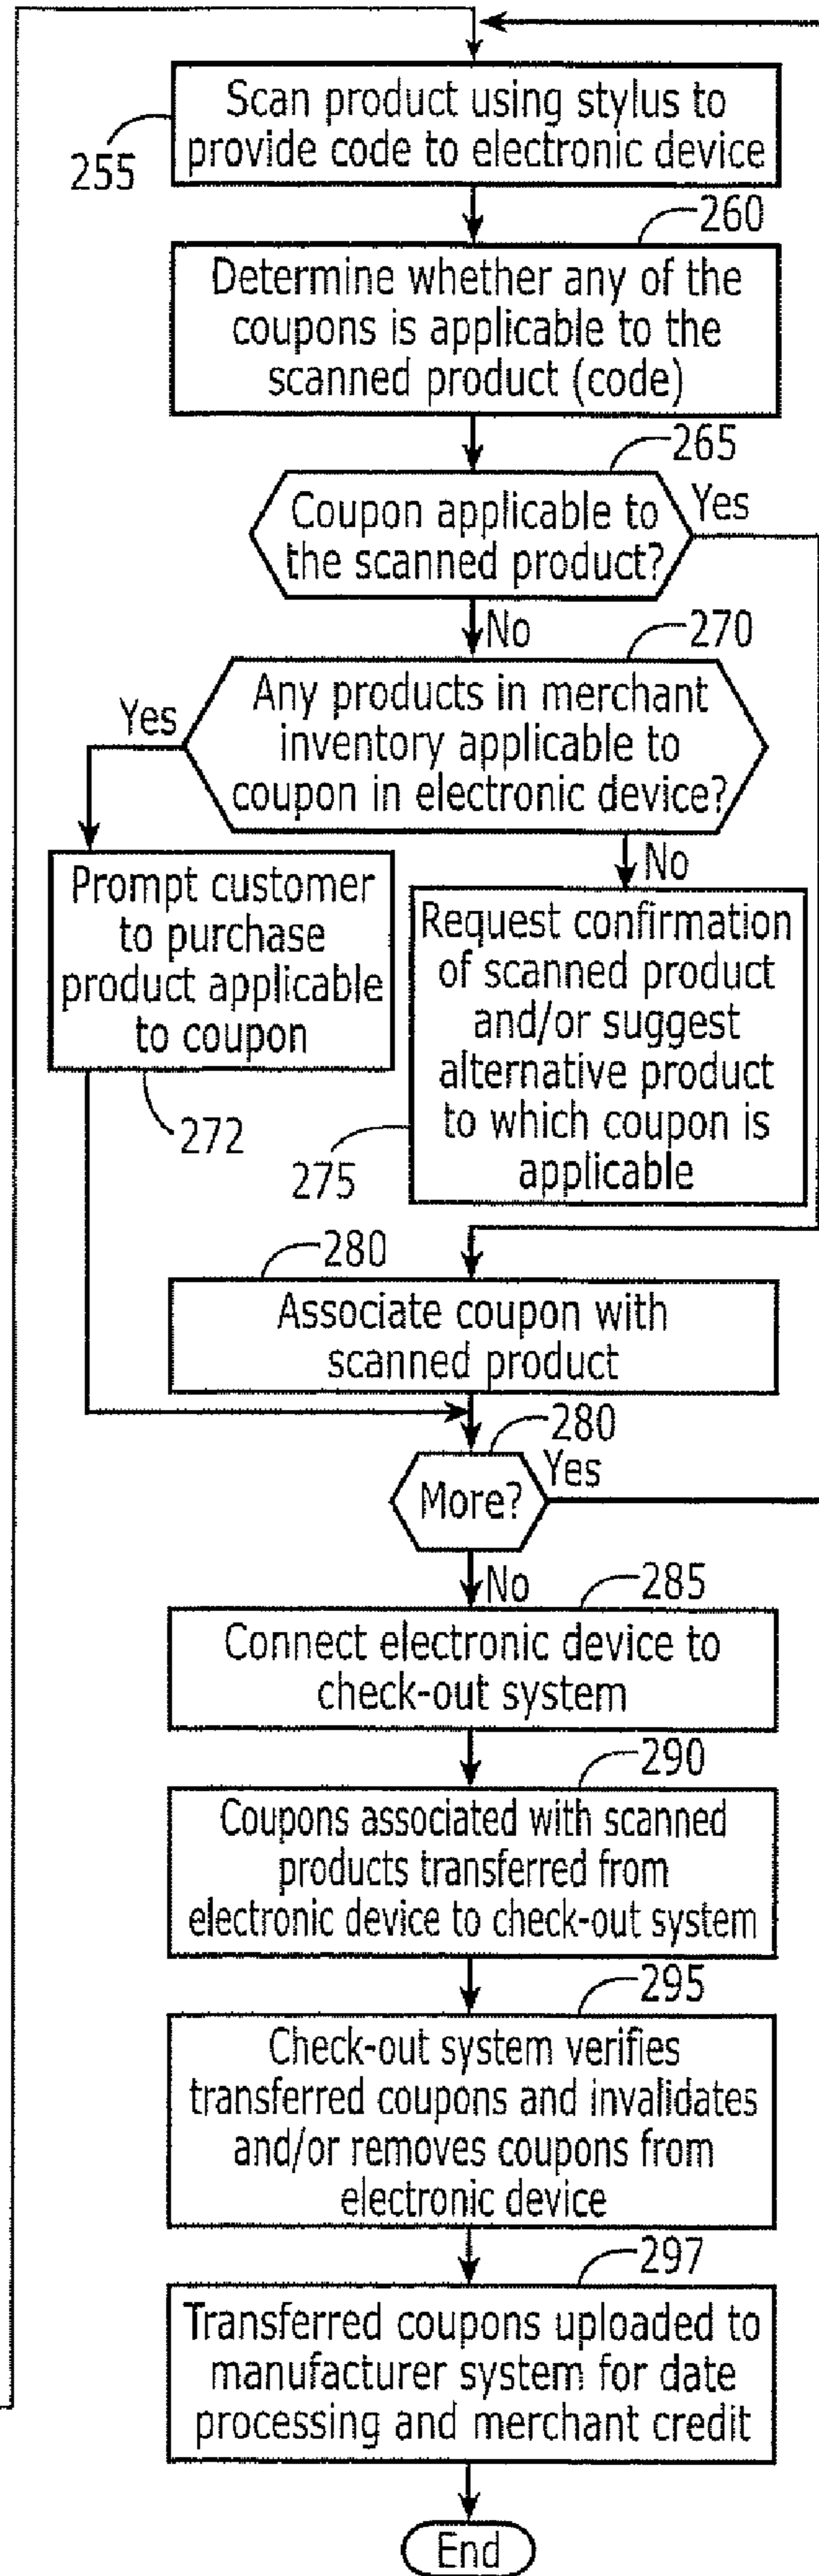 Scan product using stylus to
provide code to electronic device
255
260
Determine whether any of the
coupons is applicable to the
scanned product (code)
265
Coupon applicable to
the scanned product?
Yes
No
270
Any products in merchant
inventory applicable to
coupon in electronic device?
Yes
No
Prompt customer
to purchase
product applicable
to coupon
272
Request confirmation
of scanned product
and/or suggest
alternative product
to which coupon is
applicable
275
280
Associate coupon with
scanned product
280
More?
Yes
No
285
Connect electronic device to
check-out system
290
Coupons associated with scanned
products transferred from
electronic device to check-out system
295
Check-out system verifies
transferred coupons and invalidates
and/or removes coupons from
electronic device
297
Transferred coupons uploaded to
manufacturer system for date
processing and merchant credit
End